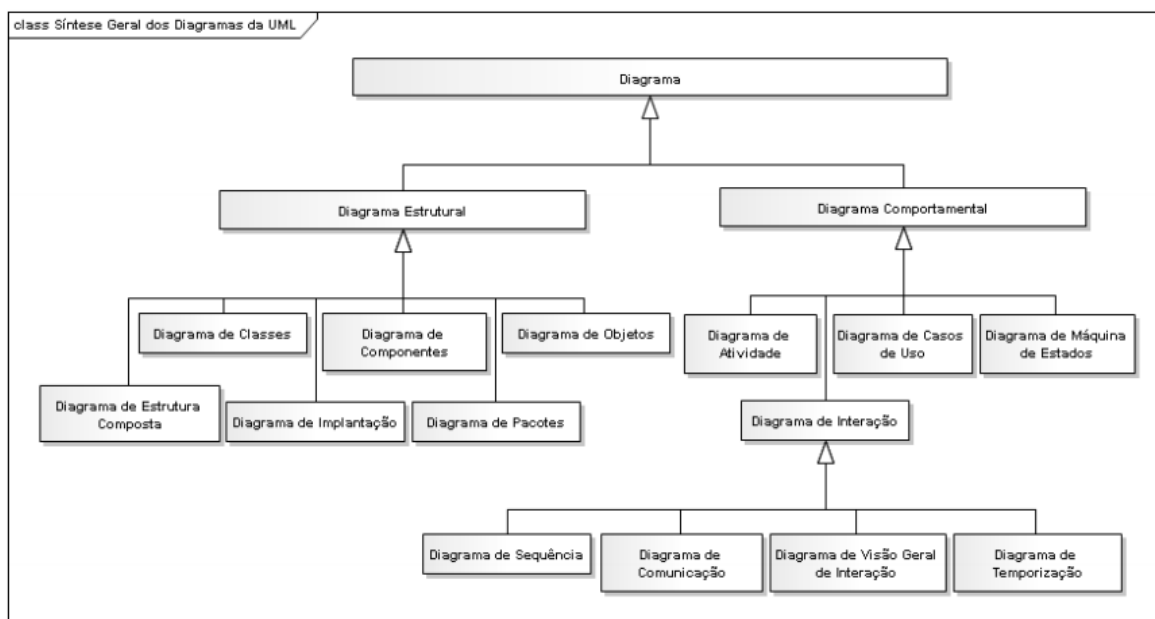 class Síntese Geral dos Diagramas da UML
Diagrama
Diagrama Estrutural
Diagrama Comportamental
Diagrama de Classes
Diagrama de
Componentes
Diagrama de Objetos
Diagrama de
Atividade
Diagrama de Casos
de Uso
Diagrama de Máquina
de Estados
Diagrama de Estrutura
Composta
Diagrama de Implantação
Diagrama de Pacotes
Diagrama de Interação
Diagrama de Sequência
Diagrama de
Comunicação
Diagrama de Visão Geral
de Interação
Diagrama de
Temporização